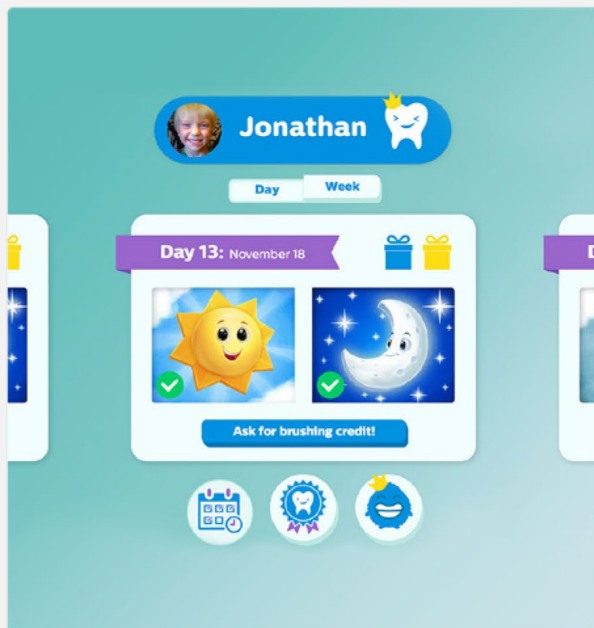 Jonathan
Day
Week
Day 13: November 18
D
Ask for brushing credit!